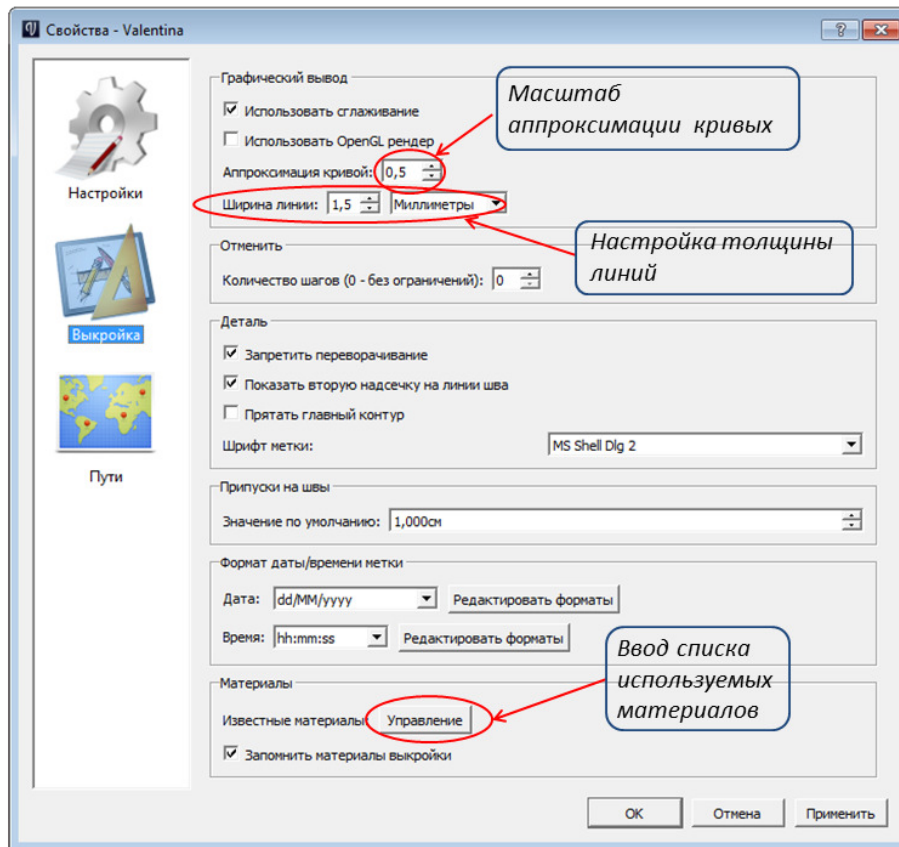 Свойства - Valentina
Настройки
Выкройка
Пути
Графический вывод
Использовать сглаживание
Использовать OpenGL рендер
Аппроксимация кривой: 0,5
Ширина линии: 1,5 Миллиметры
Масштаб
аппроксимации кривых
Настройка толщины
линий
Отменить
Количество шагов (0 - без ограничений): 0
Деталь
Запретить переворачивание
Показать вторую надсечку на линии шва
Прятать главный контур
Шрифт метки: MS Shell Dlg 2
Припуски на швы
Значение по умолчанию: 1,000см
Формат даты/времени метки
Дата: dd/MM/yyyy Редактировать форматы
Время: hh:mm:ss Редактировать форматы
Ввод списка
используемых
материалов
Материалы
Известные материалы: Управление
Запомнить материалы выкройки
ОК Отмена Применить